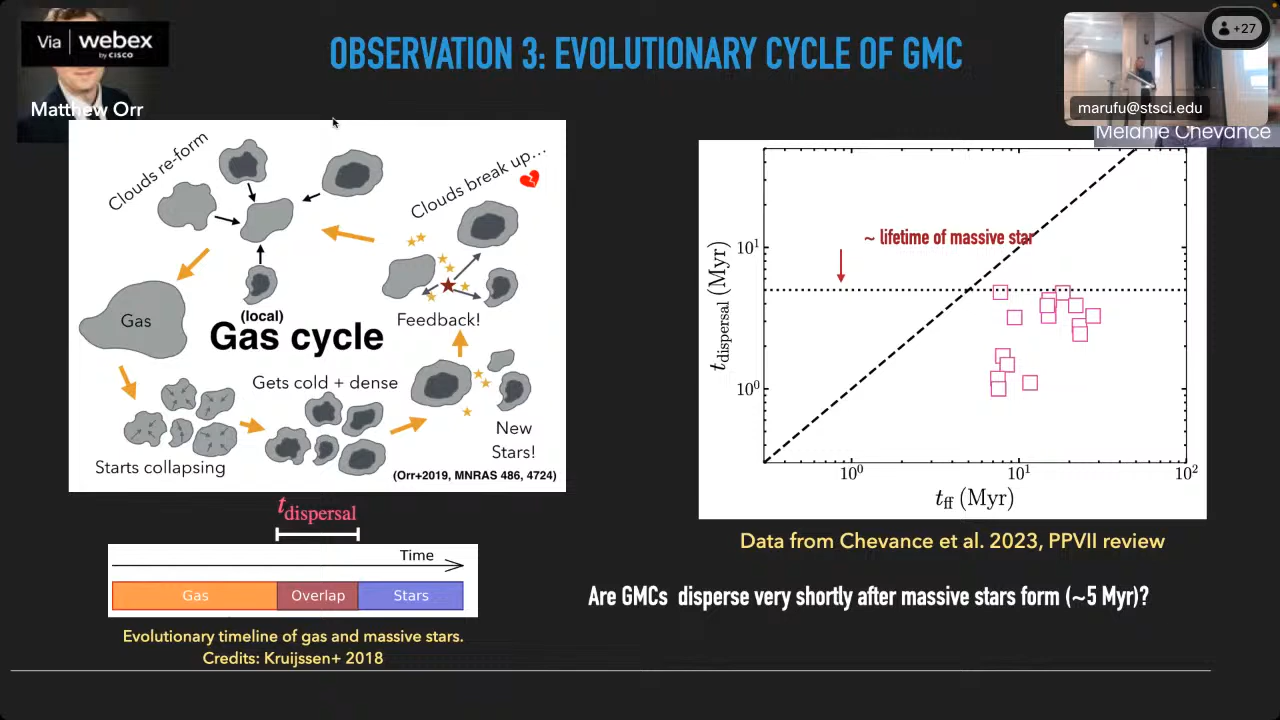 Via | webex
by CISCO
Matthew Orr
OBSERVATION 3: EVOLUTIONARY CYCLE OF GMC
+27
marufu@stsci.edu
Melanie Chevance
Clouds re-form
Clouds break up...
Gas
(local)
Gas cycle
Feedback!
Gets cold + dense
New
Stars!
Starts collapsing
(Orr+2019, MNRAS 486, 4724)
~ lifetime of massive star
10¹
10⁰
t_dispersal (Myr)
10⁰
10¹
10²
t_ff (Myr)
Data from Chevance et al. 2023, PPVII review
t_dispersal
Time
Gas
Overlap
Stars
Evolutionary timeline of gas and massive stars.
Credits: Kruijssen+ 2018
Are GMCs disperse very shortly after massive stars form (~5 Myr)?